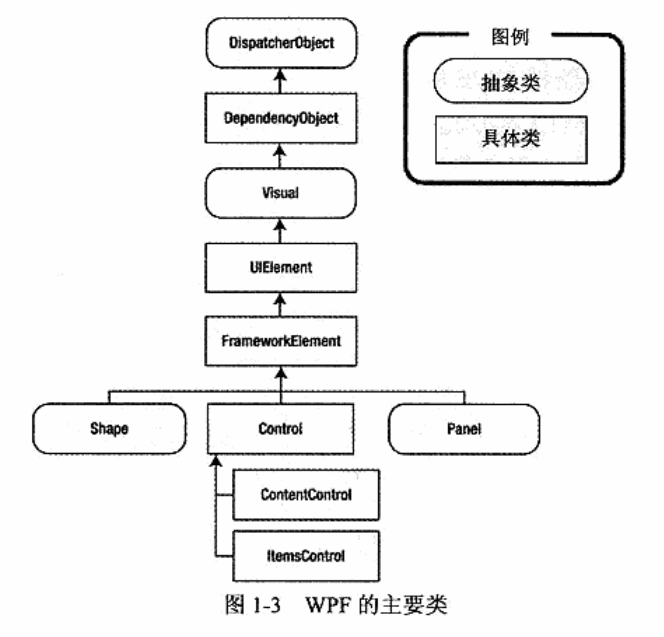 DispatcherObject
图例
抽象类
DependencyObject
具体类
Visual
UIElement
FrameworkElement
Shape
Control
Panel
ContentControl
ItemsControl
图 1-3 WPF 的主要类